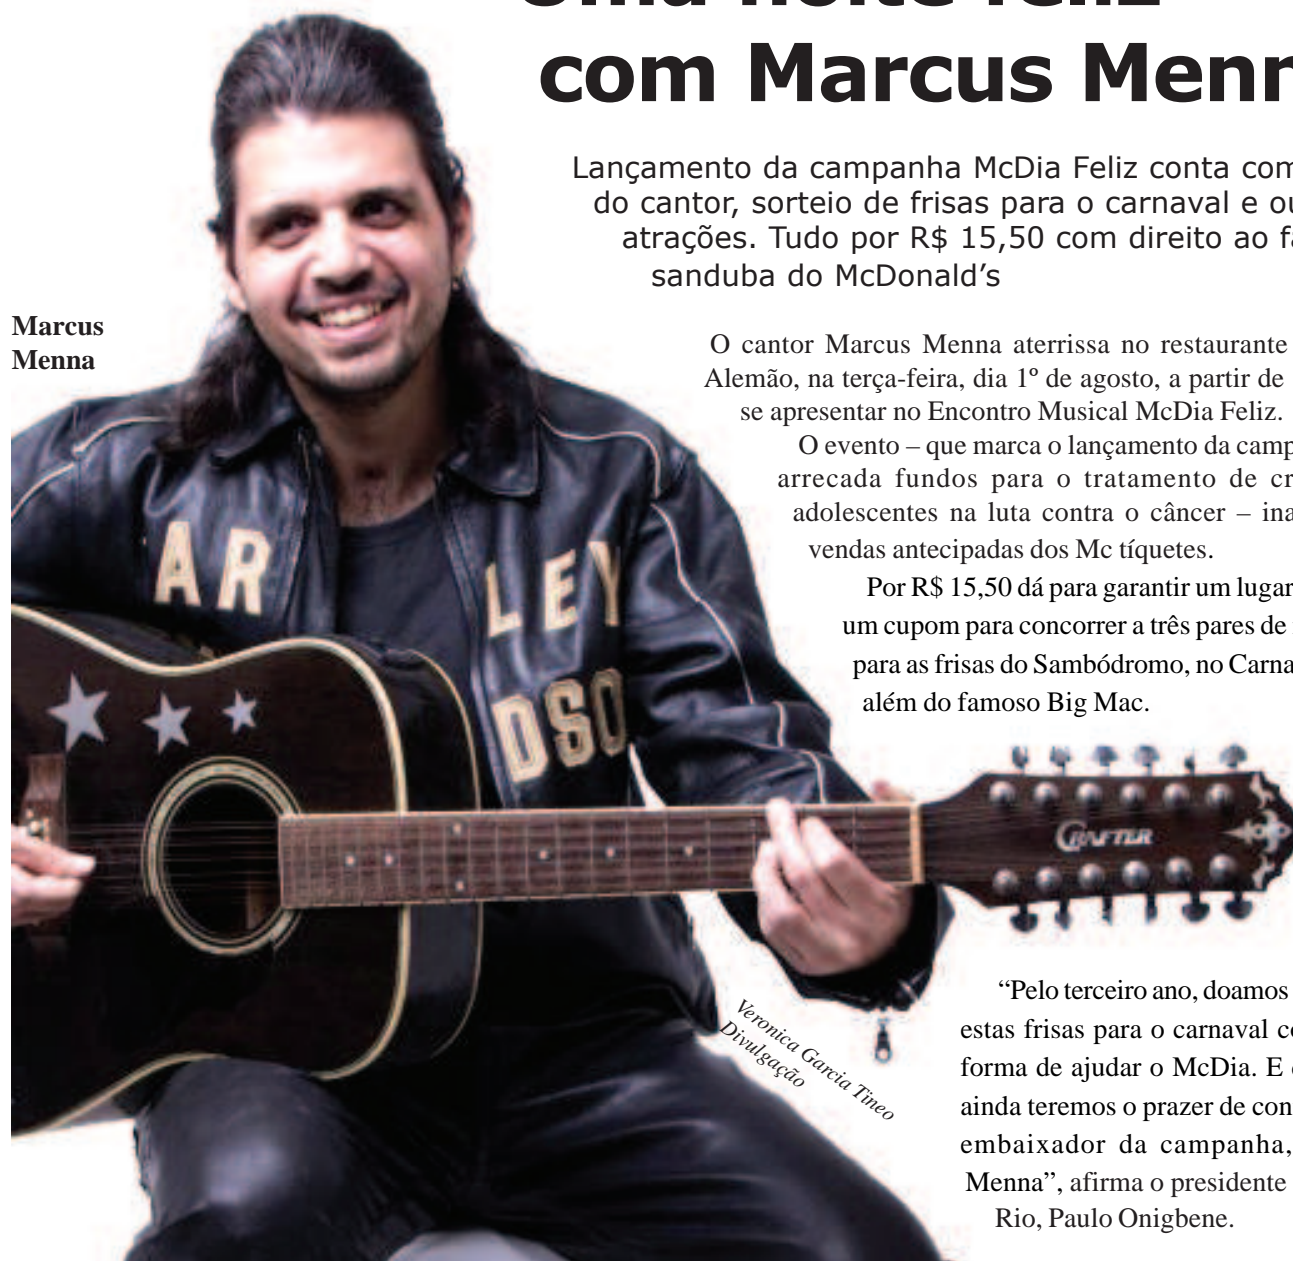 com Marcus Menn
Lançamento da campanha McDia Feliz conta com
do cantor, sorteio de frisas para o carnaval e ou
atrações. Tudo por R$ 15,50 com direito ao fa
sanduba do McDonald’s
Marcus
Menna
O cantor Marcus Menna aterrissa no restaurante
Alemão, na terça-feira, dia 1º de agosto, a partir de
se apresentar no Encontro Musical McDia Feliz.
O evento – que marca o lançamento da camp
arrecada fundos para o tratamento de cr
adolescentes na luta contra o câncer – ina
vendas antecipadas dos Mc tíquetes.
Por R$ 15,50 dá para garantir um lugar
um cupom para concorrer a três pares de
para as frisas do Sambódromo, no Carna
além do famoso Big Mac.
AR
LEY
DSO
CRAFTER
“Pelo terceiro ano, doamos
estas frisas para o carnaval co
forma de ajudar o McDia. E
ainda teremos o prazer de con
embaixador da campanha,
Menna”, afirma o presidente
Rio, Paulo Onigbene.
Veronica Garcia Tineo
Divulgação